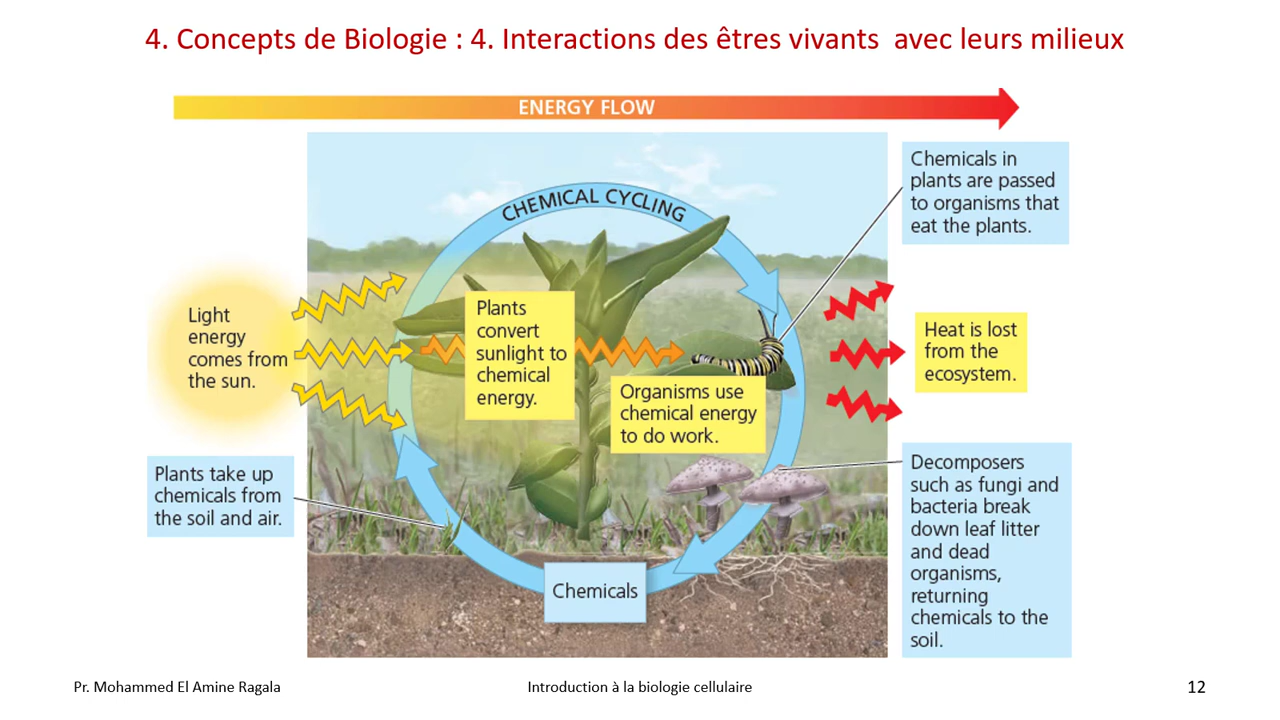 4. Concepts de Biologie : 4. Interactions des êtres vivants  avec leurs milieux
ENERGY FLOW
CHEMICAL CYCLING
Chemicals in
plants are passed
to organisms that
eat the plants.
Light
energy
comes from
the sun.
Plants
convert
sunlight to
chemical
energy.
Organisms use
chemical energy
to do work.
Heat is lost
from the
ecosystem.
Plants take up
chemicals from
the soil and air.
Decomposers
such as fungi and
bacteria break
down leaf litter
and dead
organisms,
returning
chemicals to the
soil.
Chemicals
Pr. Mohammed El Amine Ragala
Introduction à la biologie cellulaire
12